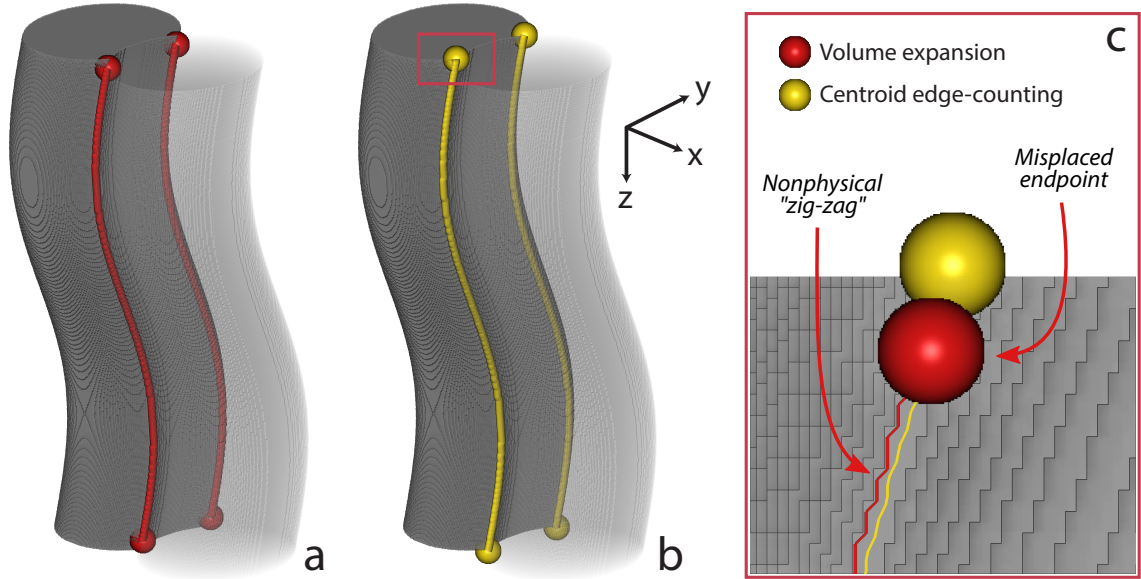 a
b
y
x
z
c
Volume expansion
Centroid edge-counting
Nonphysical
"zig-zag"
Misplaced
endpoint